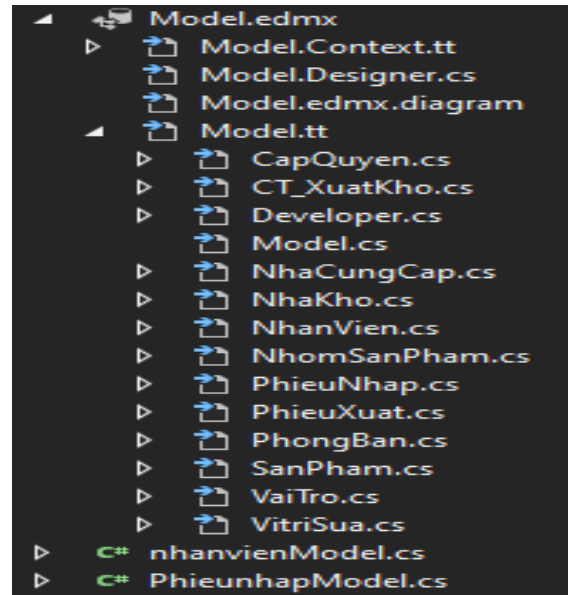 Model.edmx
Model.Context.tt
Model.Designer.cs
Model.edmx.diagram
Model.tt
CapQuyen.cs
CT_XuatKho.cs
Developer.cs
Model.cs
NhaCungCap.cs
NhaKho.cs
NhanVien.cs
NhomSanPham.cs
PhieuNhap.cs
PhieuXuat.cs
PhongBan.cs
SanPham.cs
VaiTro.cs
VitriSua.cs
C# nhanvienModel.cs
C# PhieunhapModel.cs